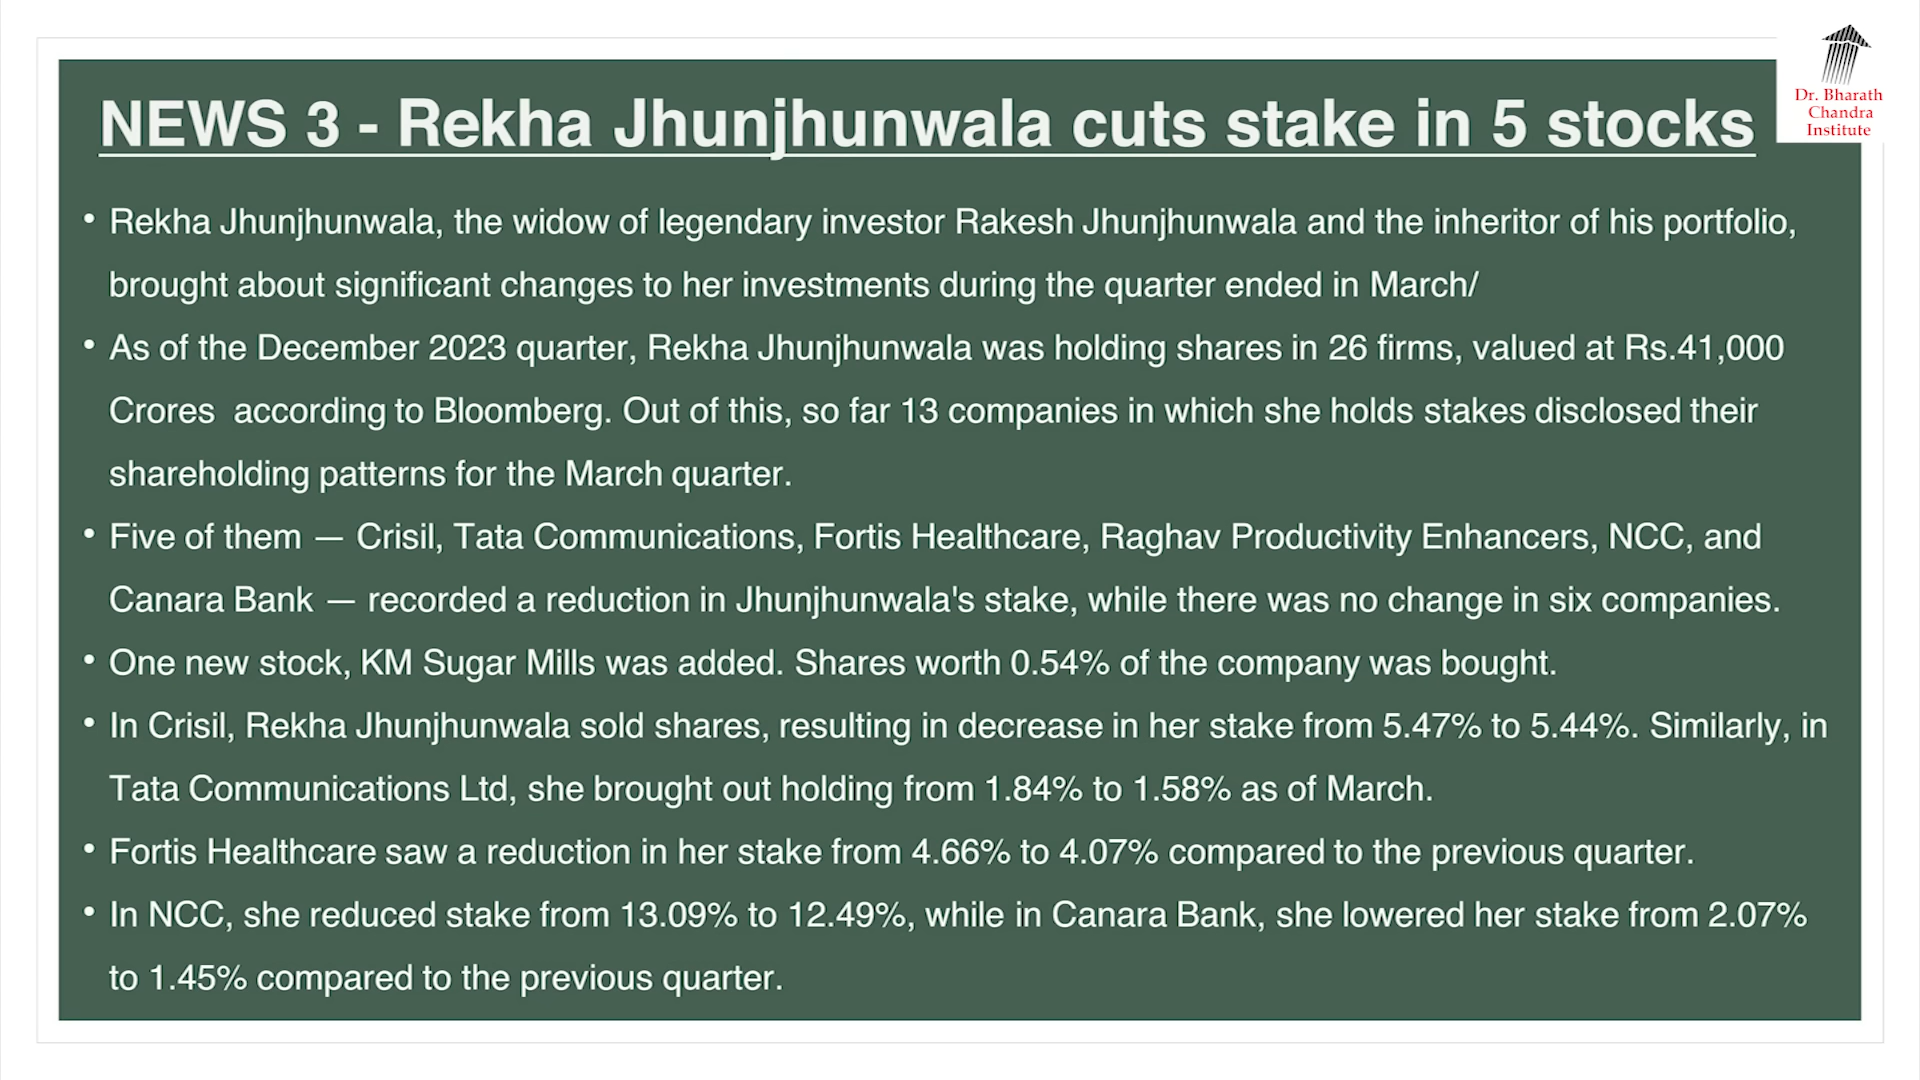 NEWS 3 - Rekha Jhunjhunwala cuts stake in 5 stocks
Dr. Bharath
Chandra
Institute
• Rekha Jhunjhunwala, the widow of legendary investor Rakesh Jhunjhunwala and the inheritor of his portfolio,
brought about significant changes to her investments during the quarter ended in March/
• As of the December 2023 quarter, Rekha Jhunjhunwala was holding shares in 26 firms, valued at Rs.41,000
Crores  according to Bloomberg. Out of this, so far 13 companies in which she holds stakes disclosed their
shareholding patterns for the March quarter.
• Five of them — Crisil, Tata Communications, Fortis Healthcare, Raghav Productivity Enhancers, NCC, and
Canara Bank — recorded a reduction in Jhunjhunwala's stake, while there was no change in six companies.
• One new stock, KM Sugar Mills was added. Shares worth 0.54% of the company was bought.
• In Crisil, Rekha Jhunjhunwala sold shares, resulting in decrease in her stake from 5.47% to 5.44%. Similarly, in
Tata Communications Ltd, she brought out holding from 1.84% to 1.58% as of March.
• Fortis Healthcare saw a reduction in her stake from 4.66% to 4.07% compared to the previous quarter.
• In NCC, she reduced stake from 13.09% to 12.49%, while in Canara Bank, she lowered her stake from 2.07%
to 1.45% compared to the previous quarter.